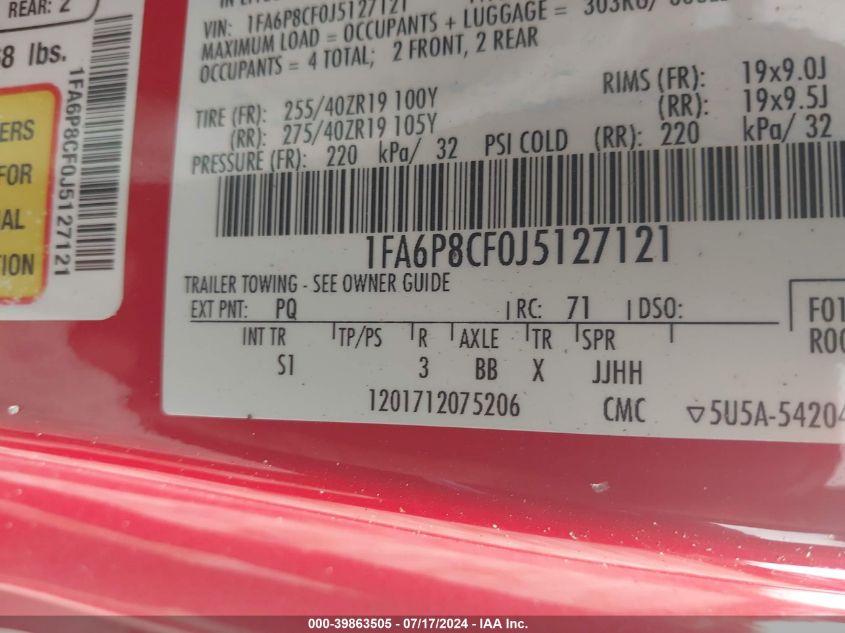 REAR: 2
8 lbs.
1FA6P8CF0J5127121
ERS
FOR
AL
TION
VIN: 1FA6P8CF0J5127121
MAXIMUM LOAD = OCCUPANTS + LUGGAGE = 303KG/
OCCUPANTS = 4 TOTAL; 2 FRONT, 2 REAR
TIRE (FR): 255/40ZR19 100Y RIMS (FR): 19x9.0J
(RR): 275/40ZR19 105Y (RR): 19x9.5J
PRESSURE (FR): 220 kPa/ 32 PSI COLD (RR): 220 kPa/ 32
1FA6P8CF0J5127121
TRAILER TOWING - SEE OWNER GUIDE
EXT PNT: PQ RC: 71 DSO:
F01
ROO
INT TR TP/PS R AXLE TR SPR
S1 3 BB X JJHH
1201712075206 CMC ▽5U5A-54204
000-39863505 - 07/17/2024 - IAA Inc.